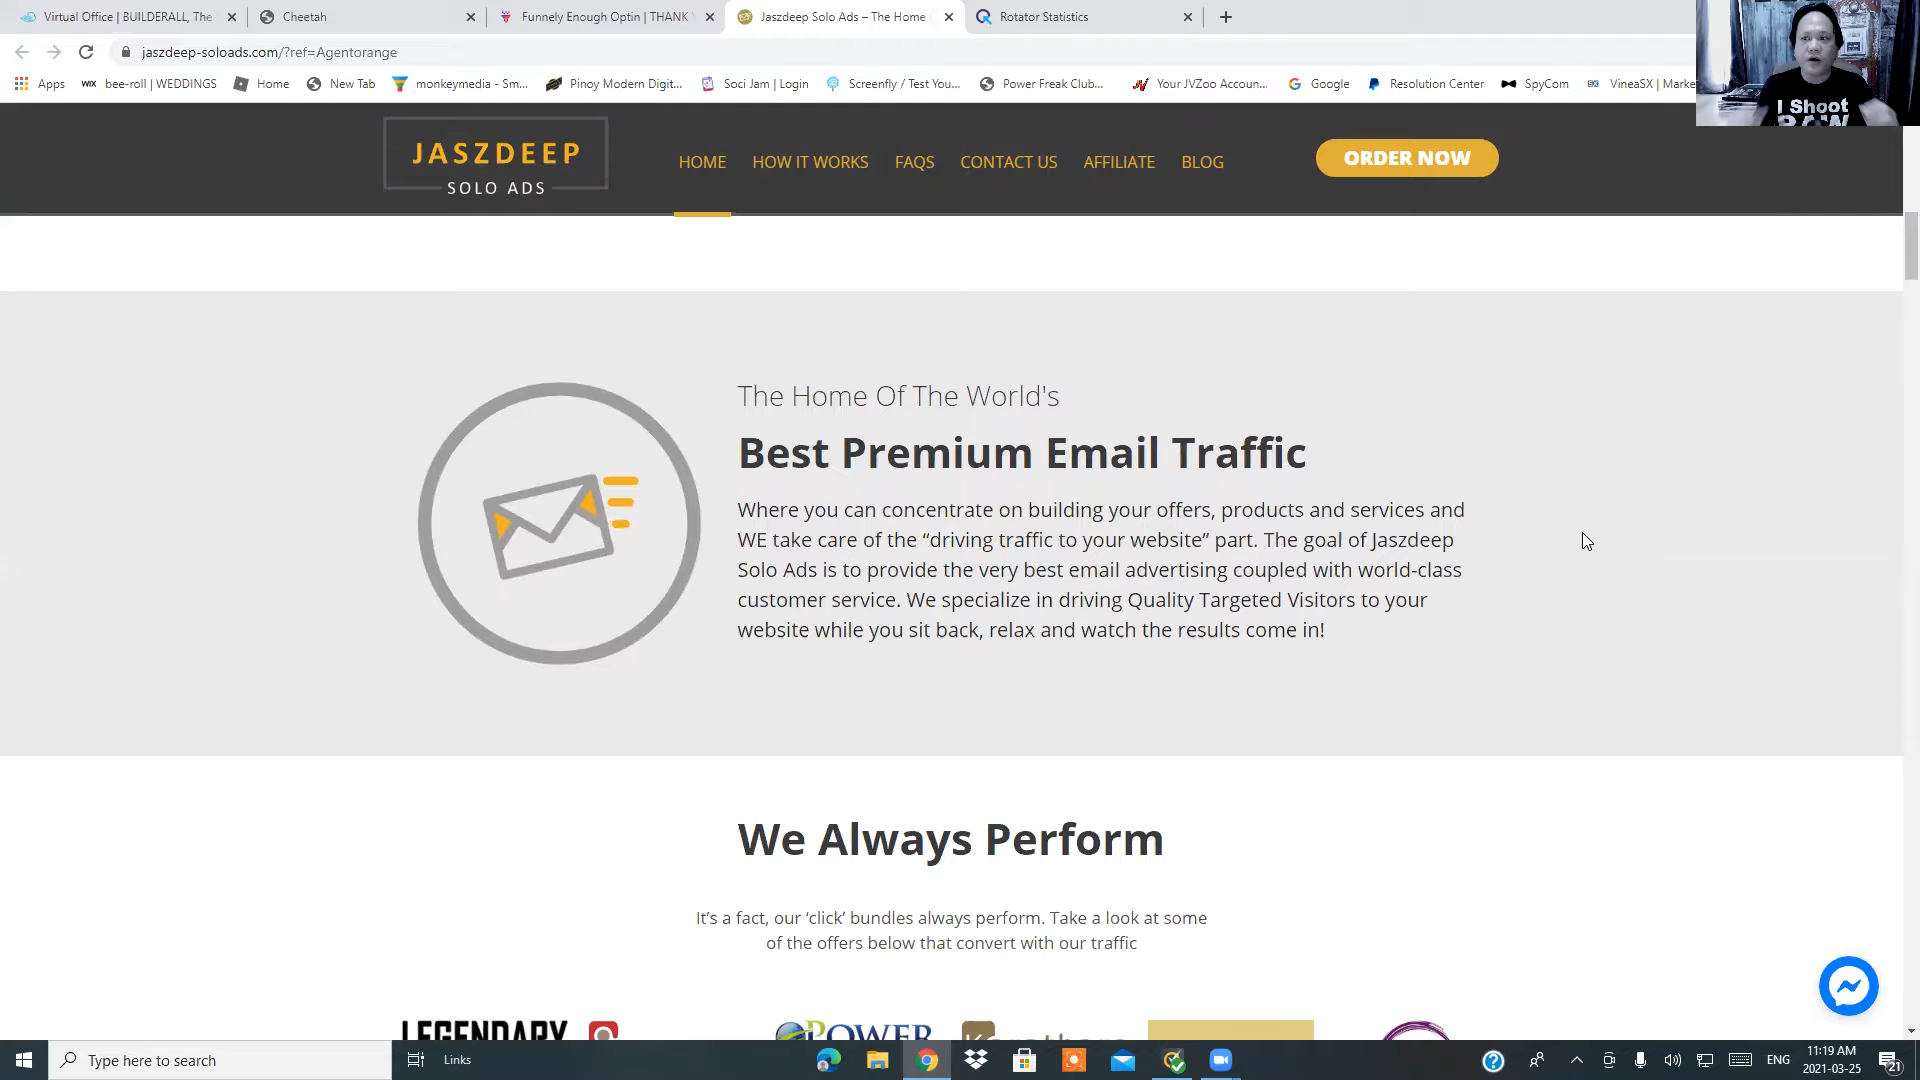 Virtual Office | BUILDERALL, The
Cheetah
Funnely Enough Optin | THANK
Jaszdeep Solo Ads – The Home
Rotator Statistics
jaszdeep-soloads.com/?ref=Agentorange
Apps
WIX bee-roll | WEDDINGS
Home
New Tab
monkeymedia - Sm...
Pinoy Modern Digit...
Soci Jam | Login
Screenfly / Test You...
Power Freak Club...
Your JVZoo Accoun...
Google
Resolution Center
SpyCom
VineaSX | Marke
I Shoot
RAW
JASZDEEP
SOLO ADS
HOME
HOW IT WORKS
FAQS
CONTACT US
AFFILIATE
BLOG
ORDER NOW
The Home Of The World's
Best Premium Email Traffic
Where you can concentrate on building your offers, products and services and
WE take care of the “driving traffic to your website” part. The goal of Jaszdeep
Solo Ads is to provide the very best email advertising coupled with world-class
customer service. We specialize in driving Quality Targeted Visitors to your
website while you sit back, relax and watch the results come in!
We Always Perform
It’s a fact, our ‘click’ bundles always perform. Take a look at some
of the offers below that convert with our traffic
LEGENDARY
POWER
Type here to search
Links
ENG
11:19 AM
2021-03-25
21